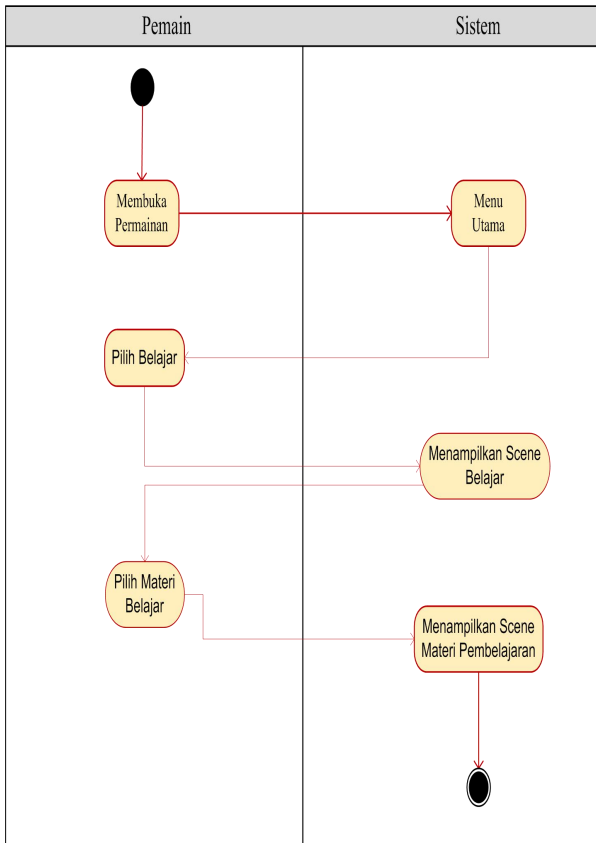 Pemain
Sistem
Membuka
Permainan
Menu
Utama
Pilih Belajar
Menampilkan Scene
Belajar
Pilih Materi
Belajar
Menampilkan Scene
Materi Pembelajaran